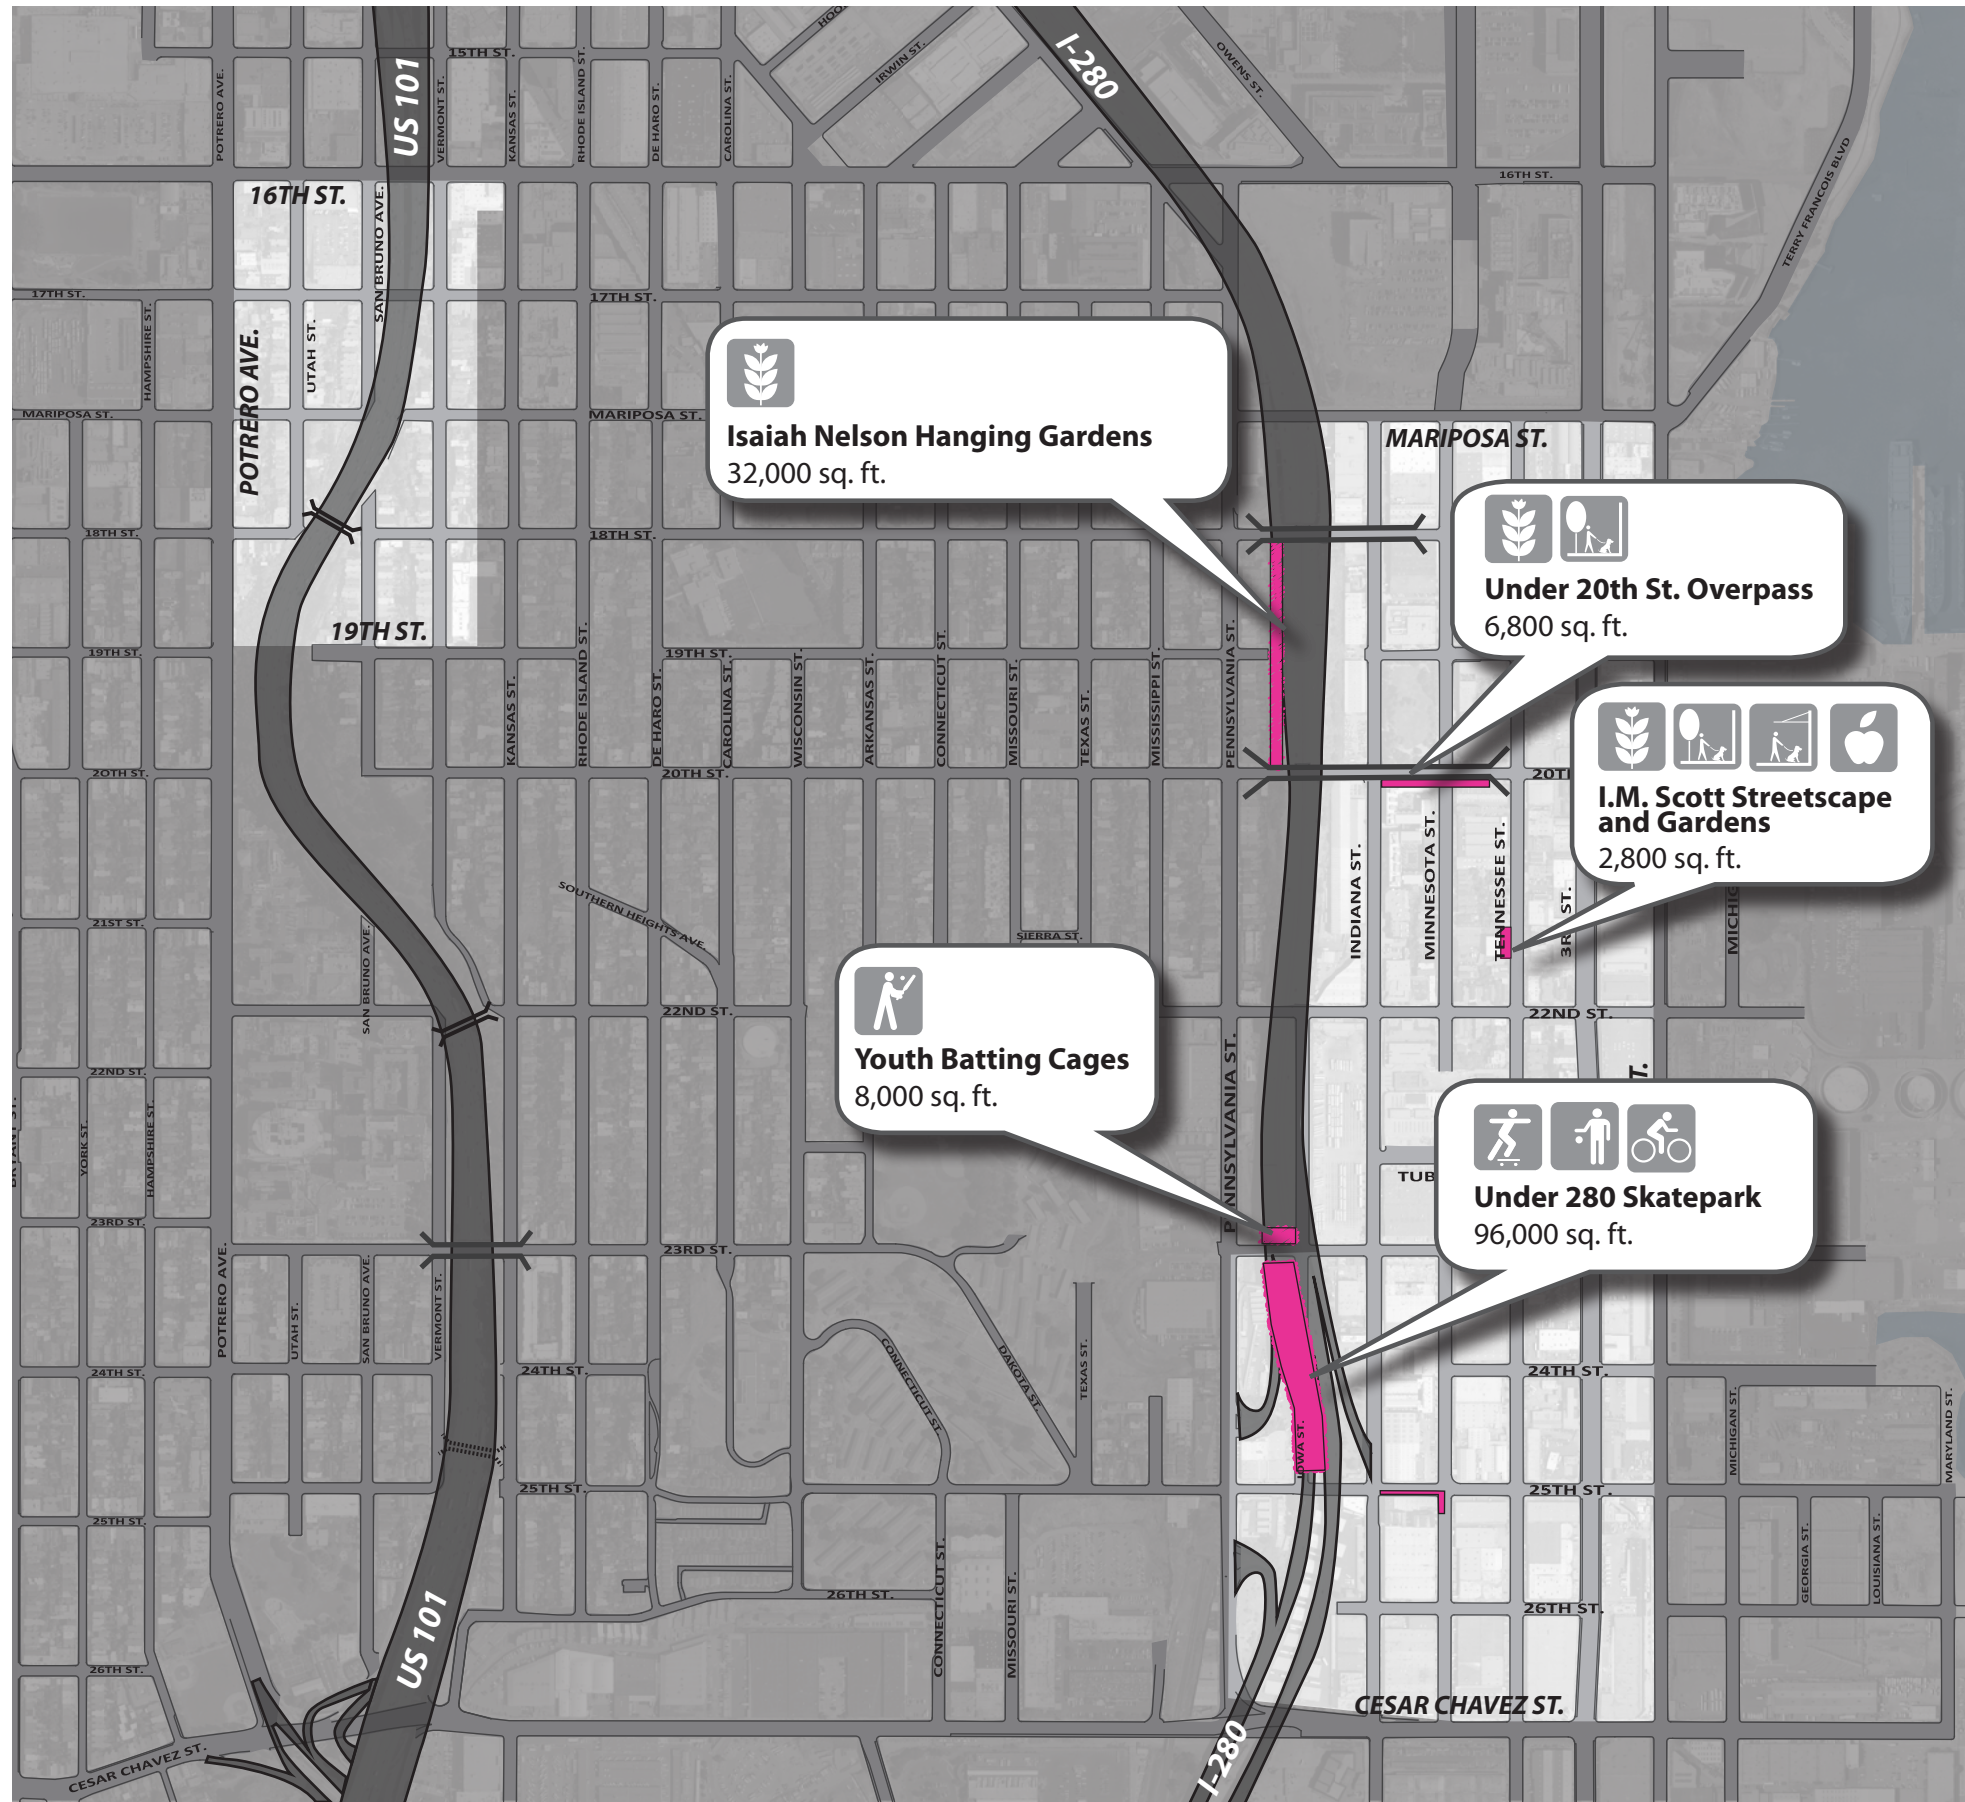 US 101
15TH ST.
HOO
IRWIN ST.
I-280
OWENS ST.
POTRERO AVE.
VERMONT ST.
KANSAS ST.
RHODE ISLAND ST.
DE HARO ST.
CAROLINA ST.
TERRY FRANCOIS BLVD
16TH ST.
16TH ST.
SAN BRUNO AVE.
17TH ST.
17TH ST.
HAMPSHIRE ST.
POTRERO AVE.
UTAH ST.
MARIPOSA ST.
MARIPOSA ST.
MARIPOSA ST.
Isaiah Nelson Hanging Gardens
32,000 sq. ft.
18TH ST.
18TH ST.
Under 20th St. Overpass
6,800 sq. ft.
19TH ST.
19TH ST.
19TH ST.
KANSAS ST.
RHODE ISLAND ST.
DE HARO ST.
CAROLINA ST.
WISCONSIN ST.
ARKANSAS ST.
CONNECTICUT ST.
MISSOURI ST.
TEXAS ST.
MISSISSIPPI ST.
PENNSYLVANIA ST.
20TH ST.
20TH ST.
20T
I.M. Scott Streetscape
and Gardens
2,800 sq. ft.
INDIANA ST.
MINNESOTA ST.
TENNESSEE ST.
3RD ST.
MICHIG
21ST ST.
SOUTHERN HEIGHTS AVE.
SIERRA ST.
SAN BRUNO AVE.
22ND ST.
22ND ST.
22ND ST.
Youth Batting Cages
8,000 sq. ft.
PENNSYLVANIA ST.
T.
BRYANT ST.
YORK ST.
HAMPSHIRE ST.
TUB
Under 280 Skatepark
96,000 sq. ft.
23RD ST.
23RD ST.
POTRERO AVE.
UTAH ST.
SAN BRUNO AVE.
VERMONT ST.
24TH ST.
24TH ST.
24TH ST.
CONNECTICUT ST.
DAKOTA ST.
TEXAS ST.
IOWA ST.
MICHIGAN ST.
MARYLAND ST.
25TH ST.
25TH ST.
25TH ST.
GEORGIA ST.
LOUISIANA ST.
CONNECTICUT ST.
MISSOURI ST.
26TH ST.
26TH ST.
26TH ST.
US 101
CESAR CHAVEZ ST.
CESAR CHAVEZ ST.
I-280